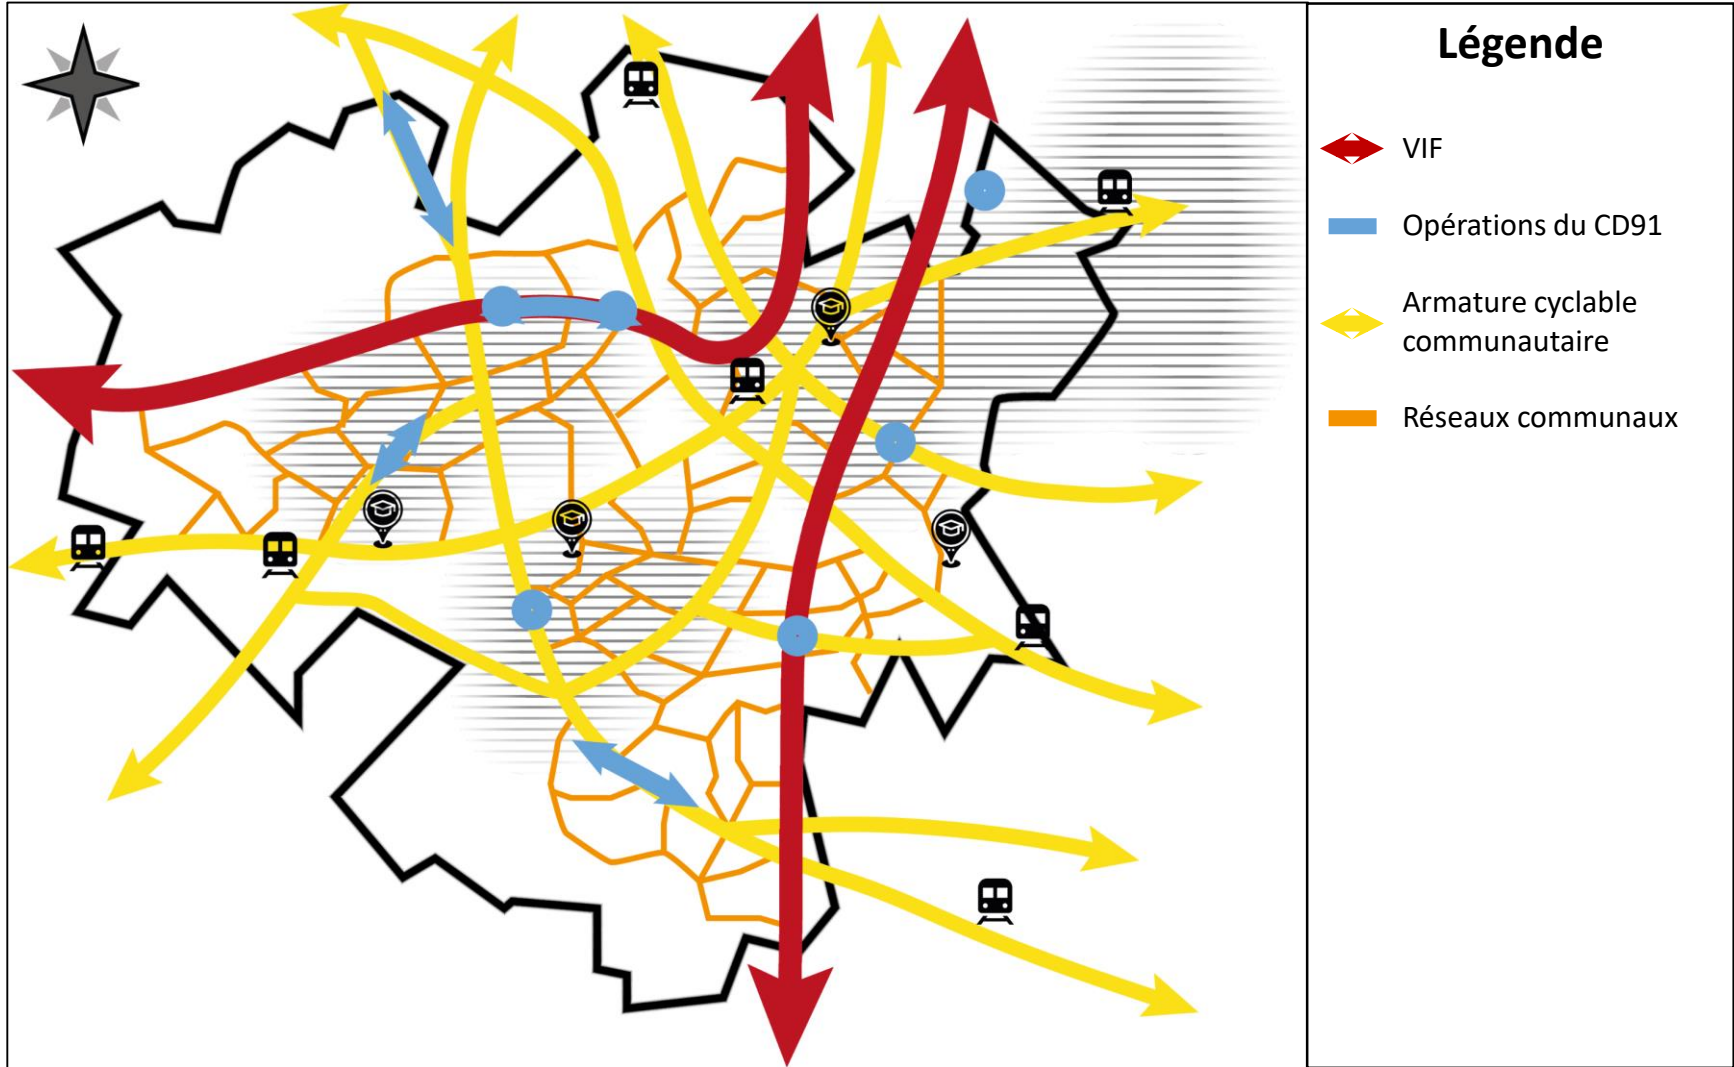 Légende
VIF
Opérations du CD91
Armature cyclable
communautaire
Réseaux communaux